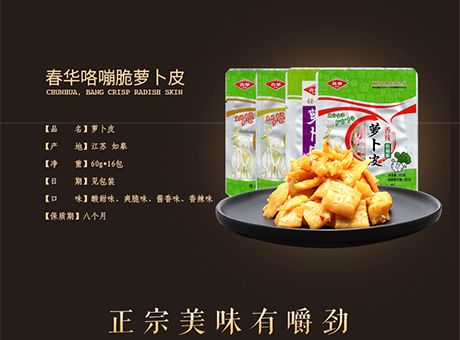 春华咯嘣脆萝卜皮
CHUNHUA, BANG CRISP RADISH SKIN
【品 名】萝卜皮
【产 地】江苏 如皋
【净 重】60g*16包
【日 期】见包装
【口 味】酸甜味、爽脆味、酱香味、香辣味
【保质期】八个月
萝卜皮
正宗美味有嚼劲